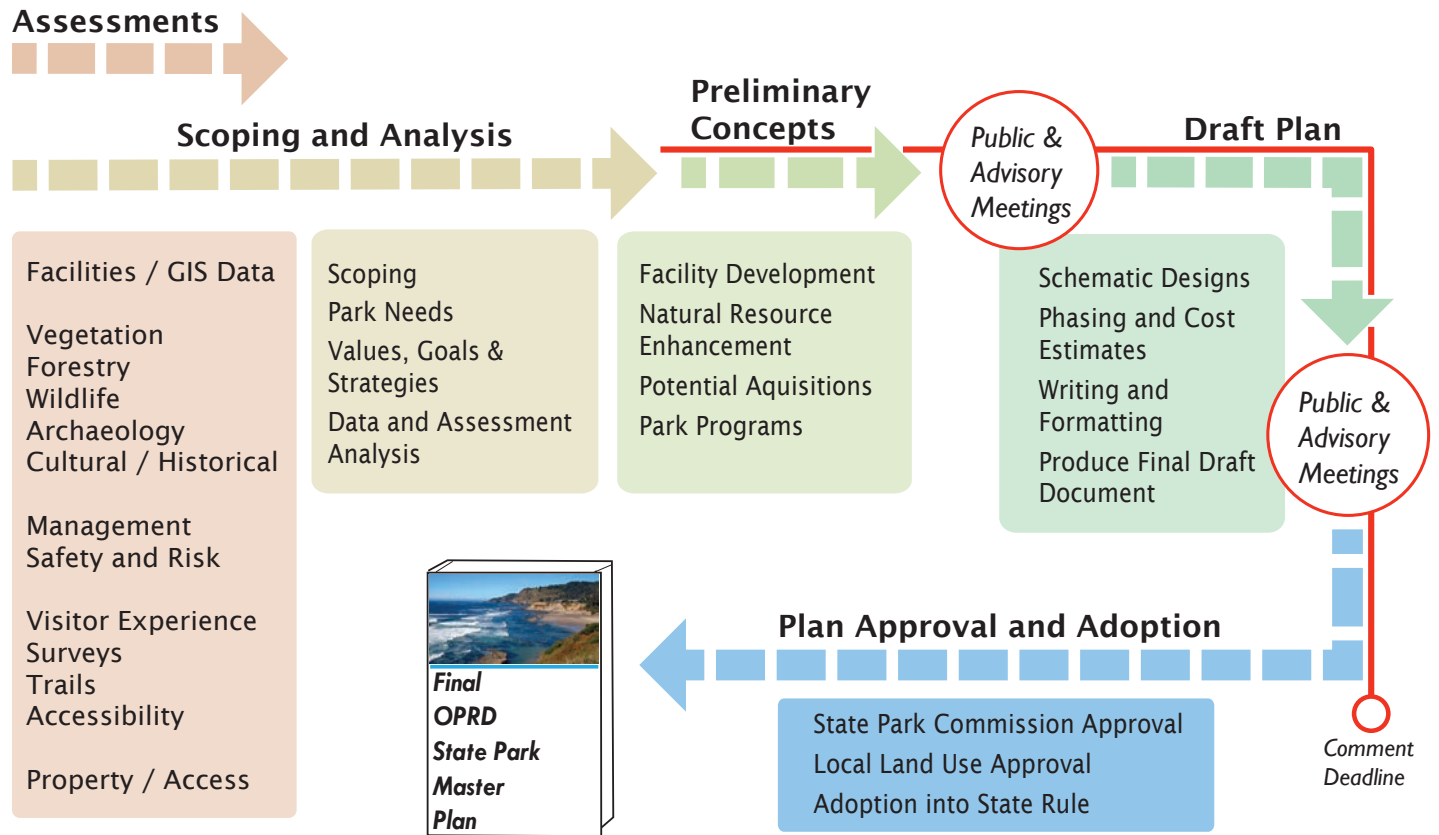 Assessments
Scoping and Analysis
Preliminary
Concepts
Public &
Advisory
Meetings
Draft Plan
Facilities / GIS Data
Vegetation
Forestry
Wildlife
Archaeology
Cultural / Historical
Management
Safety and Risk
Visitor Experience
Surveys
Trails
Accessibility
Property / Access
Scoping
Park Needs
Values, Goals &
Strategies
Data and Assessment
Analysis
Facility Development
Natural Resource
Enhancement
Potential Aquisitions
Park Programs
Schematic Designs
Phasing and Cost
Estimates
Writing and
Formatting
Produce Final Draft
Document
Public &
Advisory
Meetings
Comment
Deadline
Plan Approval and Adoption
State Park Commission Approval
Local Land Use Approval
Adoption into State Rule
Final
OPRD
State Park
Master
Plan